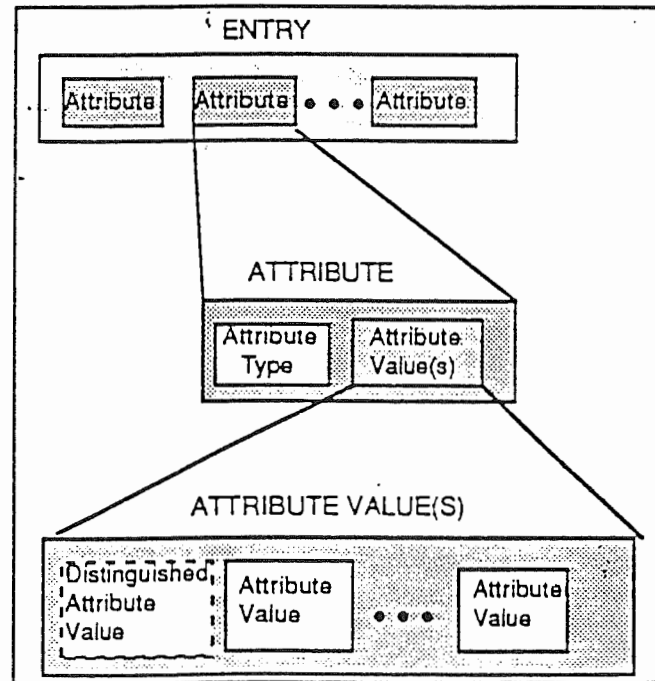 ENTRY
Attribute Attribute • • • Attribute
ATTRIBUTE
Attribute
Type
Attribute
Value(s)
ATTRIBUTE VALUE(S)
Distinguished
Attribute
Value
Attribute
Value
• • •
Attribute
Value